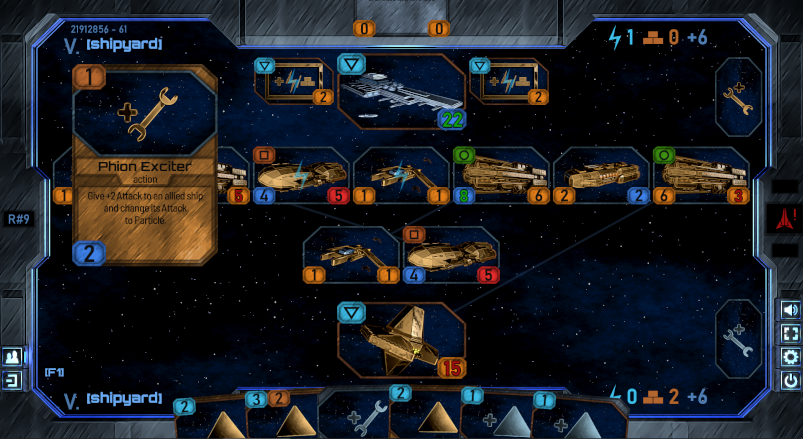 0 0
21912856 - 61
V. [shipyard]
1 0 +6
1
Phion Exciter
action
Give +2 Attack to an allied ship
and change its Attack
to Particle.
2
2 22 2
1 6 4 5 1 1 8 6 2 2 6 3
R#9
!
1 1 4 5
15
[F1]
V. [shipyard]
0 2 +6
2 3 2 2 1 1